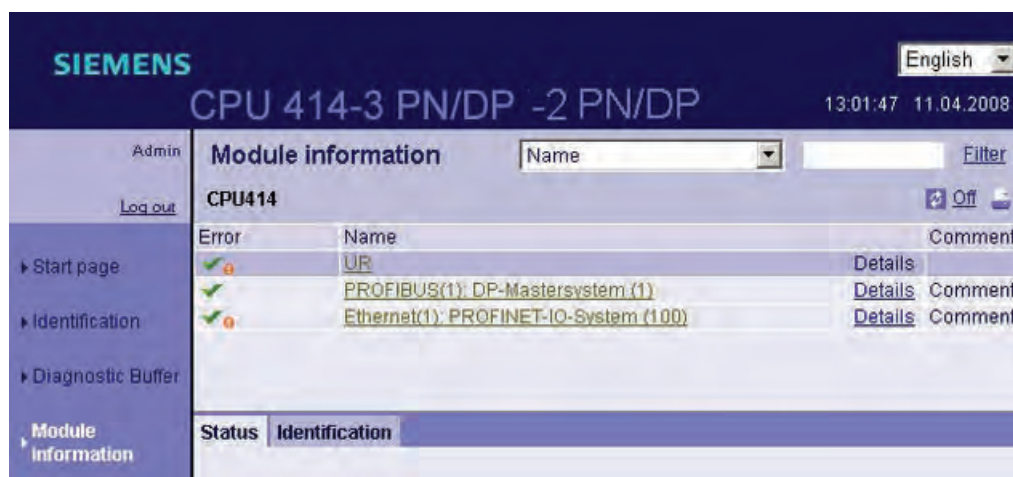 SIEMENS
English
CPU 414-3 PN/DP -2 PN/DP
13:01:47 11.04.2008
Admin
Module information
Name
Filter
Log out
CPU414
Off
Error Name Comment
Start page
UR Details
PROFIBUS(1): DP-Mastersystem (1) Details Comment
Identification
Ethernet(1): PROFINET-IO-System (100) Details Comment
Diagnostic Buffer
Module
information
Status Identification